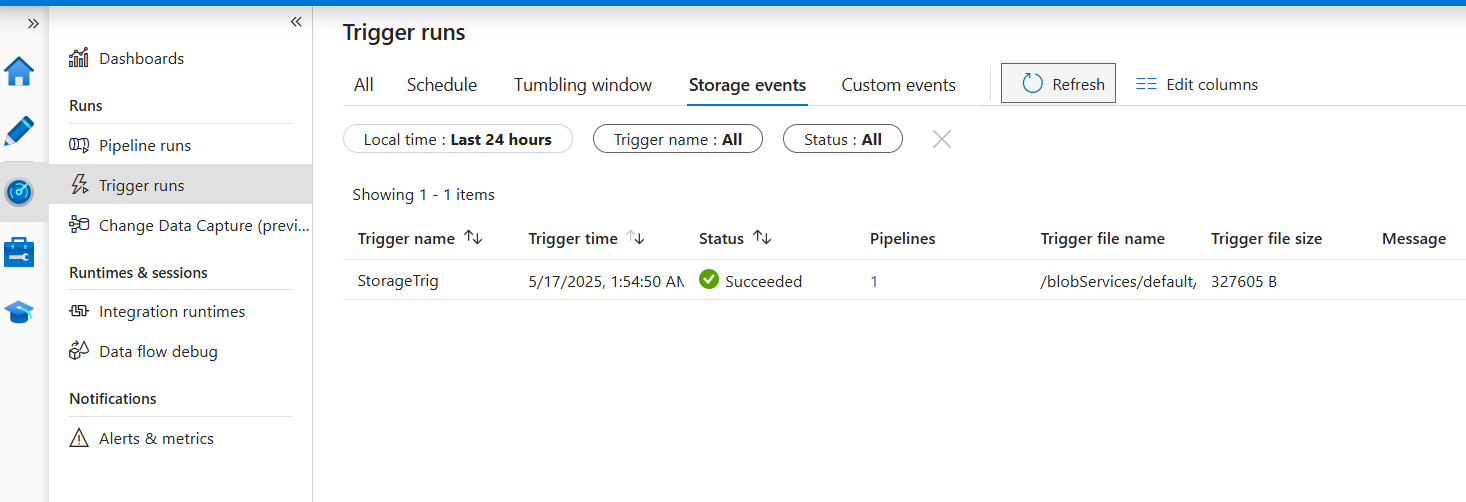 Dashboards
Runs
Pipeline runs
Trigger runs
Change Data Capture (previ...
Runtimes & sessions
Integration runtimes
Data flow debug
Notifications
Alerts & metrics
Trigger runs
All Schedule Tumbling window Storage events Custom events Refresh Edit columns
Local time : Last 24 hours Trigger name : All Status : All
Showing 1 - 1 items
Trigger name Trigger time Status Pipelines Trigger file name Trigger file size Message
StorageTrig 5/17/2025, 1:54:50 AM Succeeded 1 /blobServices/default/ 327605 B